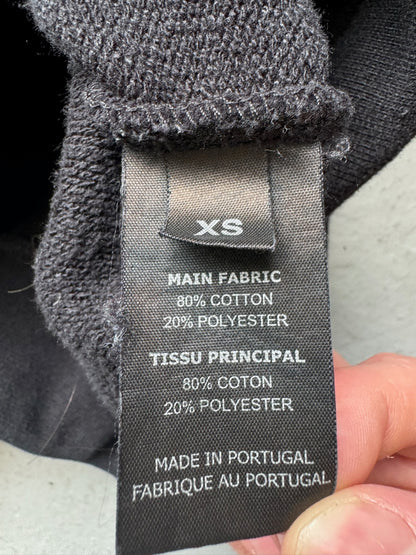 XS
MAIN FABRIC
80% COTTON
20% POLYESTER
TISSU PRINCIPAL
80% COTON
20% POLYESTER
MADE IN PORTUGAL
FABRIQUE AU PORTUGAL